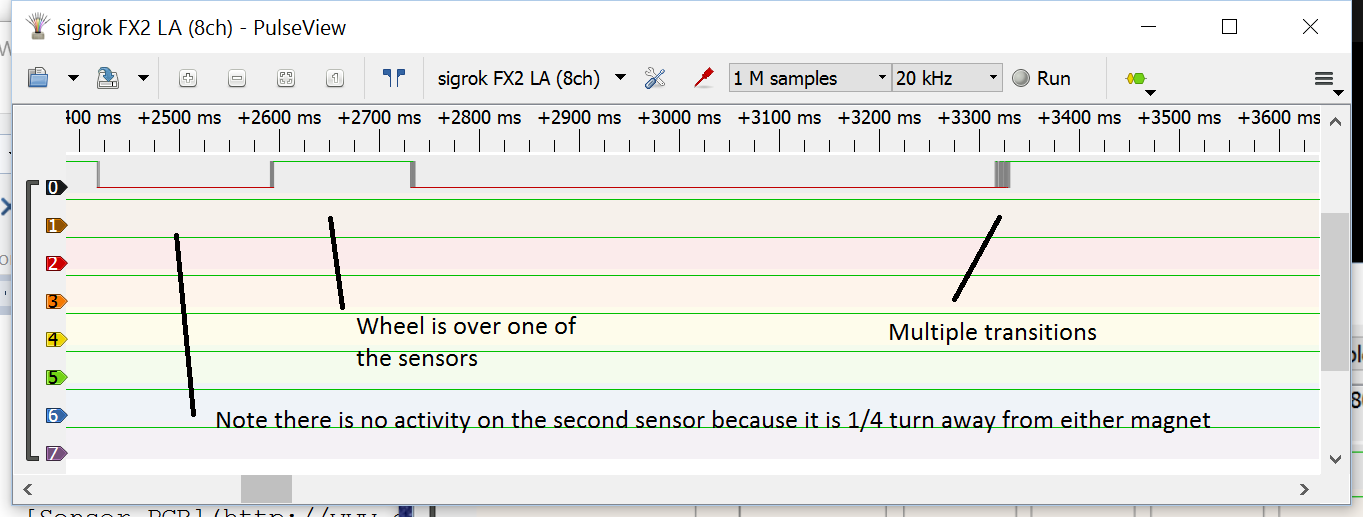 sigrok FX2 LA (8ch) - PulseView
sigrok FX2 LA (8ch) 1 M samples 20 kHz Run
400 ms +2500 ms +2600 ms +2700 ms +2800 ms +2900 ms +3000 ms +3100 ms +3200 ms +3300 ms +3400 ms +3500 ms +3600 ms
0
1
2
3
Wheel is over one of
the sensors
Multiple transitions
4
5
6
Note there is no activity on the second sensor because it is 1/4 turn away from either magnet
7
[Sensor PCB](http://www.